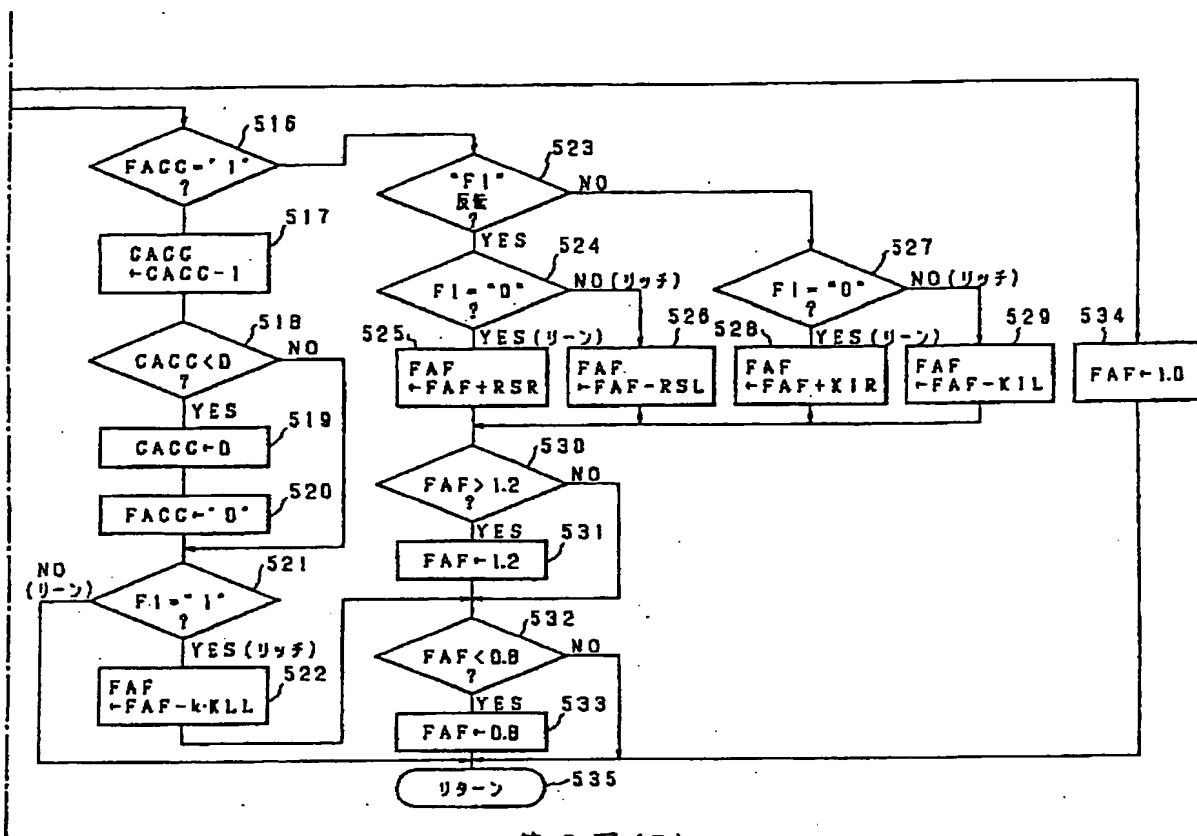 516
FACC="1"
?
517
CACC
←CACC-1
518
CACC<0
?
NO
YES
519
CACC←0
520
FACC←"0"
521
NO
(リーン)
F1="1"
?
YES(リッチ)
522
FAF
←FAF-k·KLL
523
"F1"
反転
?
NO
YES
524
F1="0"
?
NO(リッチ)
YES(リーン)
525
FAF
←FAF+RSR
526
FAF
←FAF-RSL
527
F1="0"
?
NO(リッチ)
YES(リーン)
528
FAF
←FAF+KIR
529
FAF
←FAF-KIL
534
FAF←1.0
530
FAF>1.2
?
NO
YES
531
FAF←1.2
532
FAF<0.8
?
NO
YES
533
FAF←0.8
リターン
535